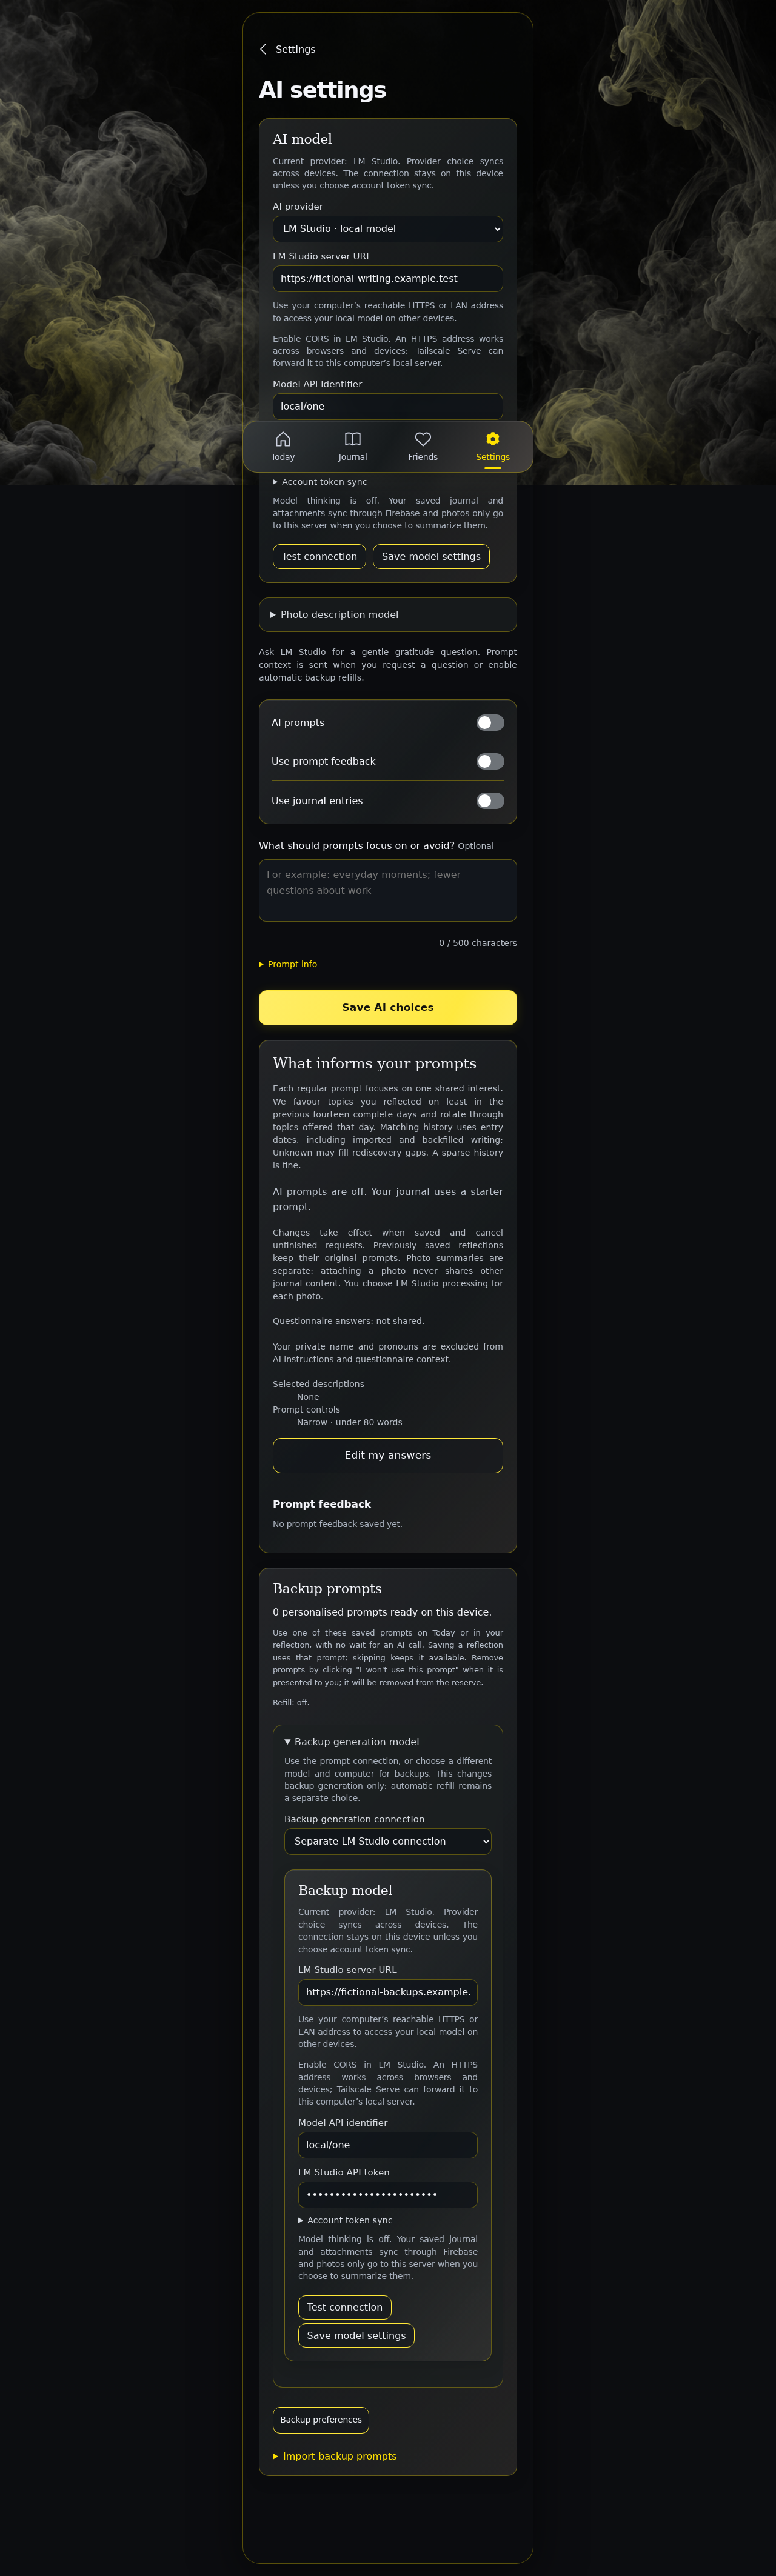 Settings
AI settings
AI model
Current provider: LM Studio. Provider choice syncs
across devices. The connection stays on this device
unless you choose account token sync.
AI provider
LM Studio · local model
LM Studio server URL
https://fictional-writing.example.test
Use your computer’s reachable HTTPS or LAN address
to access your local model on other devices.
Enable CORS in LM Studio. An HTTPS address works
across browsers and devices; Tailscale Serve can
forward it to this computer’s local server.
Model API identifier
local/one
Today
Journal
Friends
Settings
Account token sync
Model thinking is off. Your saved journal and
attachments sync through Firebase and photos only go
to this server when you choose to summarize them.
Test connection
Save model settings
Photo description model
Ask LM Studio for a gentle gratitude question. Prompt
context is sent when you request a question or enable
automatic backup refills.
AI prompts
Use prompt feedback
Use journal entries
What should prompts focus on or avoid? Optional
For example: everyday moments; fewer
questions about work
0 / 500 characters
Prompt info
Save AI choices
What informs your prompts
Each regular prompt focuses on one shared interest.
We favour topics you reflected on least in the
previous fourteen complete days and rotate through
topics offered that day. Matching history uses entry
dates, including imported and backfilled writing;
Unknown may fill rediscovery gaps. A sparse history
is fine.
AI prompts are off. Your journal uses a starter
prompt.
Changes take effect when saved and cancel
unfinished requests. Previously saved reflections
keep their original prompts. Photo summaries are
separate: attaching a photo never shares other
journal content. You choose LM Studio processing for
each photo.
Questionnaire answers: not shared.
Your private name and pronouns are excluded from
AI instructions and questionnaire context.
Selected descriptions
None
Prompt controls
Narrow · under 80 words
Edit my answers
Prompt feedback
No prompt feedback saved yet.
Backup prompts
0 personalised prompts ready on this device.
Use one of these saved prompts on Today or in your
reflection, with no wait for an AI call. Saving a reflection
uses that prompt; skipping keeps it available. Remove
prompts by clicking "I won't use this prompt" when it is
presented to you; it will be removed from the reserve.
Refill: off.
Backup generation model
Use the prompt connection, or choose a different
model and computer for backups. This changes
backup generation only; automatic refill remains
a separate choice.
Backup generation connection
Separate LM Studio connection
Backup model
Current provider: LM Studio. Provider
choice syncs across devices. The
connection stays on this device unless you
choose account token sync.
LM Studio server URL
https://fictional-backups.example.
Use your computer’s reachable HTTPS or
LAN address to access your local model on
other devices.
Enable CORS in LM Studio. An HTTPS
address works across browsers and
devices; Tailscale Serve can forward it to
this computer’s local server.
Model API identifier
local/one
LM Studio API token
•••••••••••••••••••••••
Account token sync
Model thinking is off. Your saved journal
and attachments sync through Firebase
and photos only go to this server when you
choose to summarize them.
Test connection
Save model settings
Backup preferences
Import backup prompts